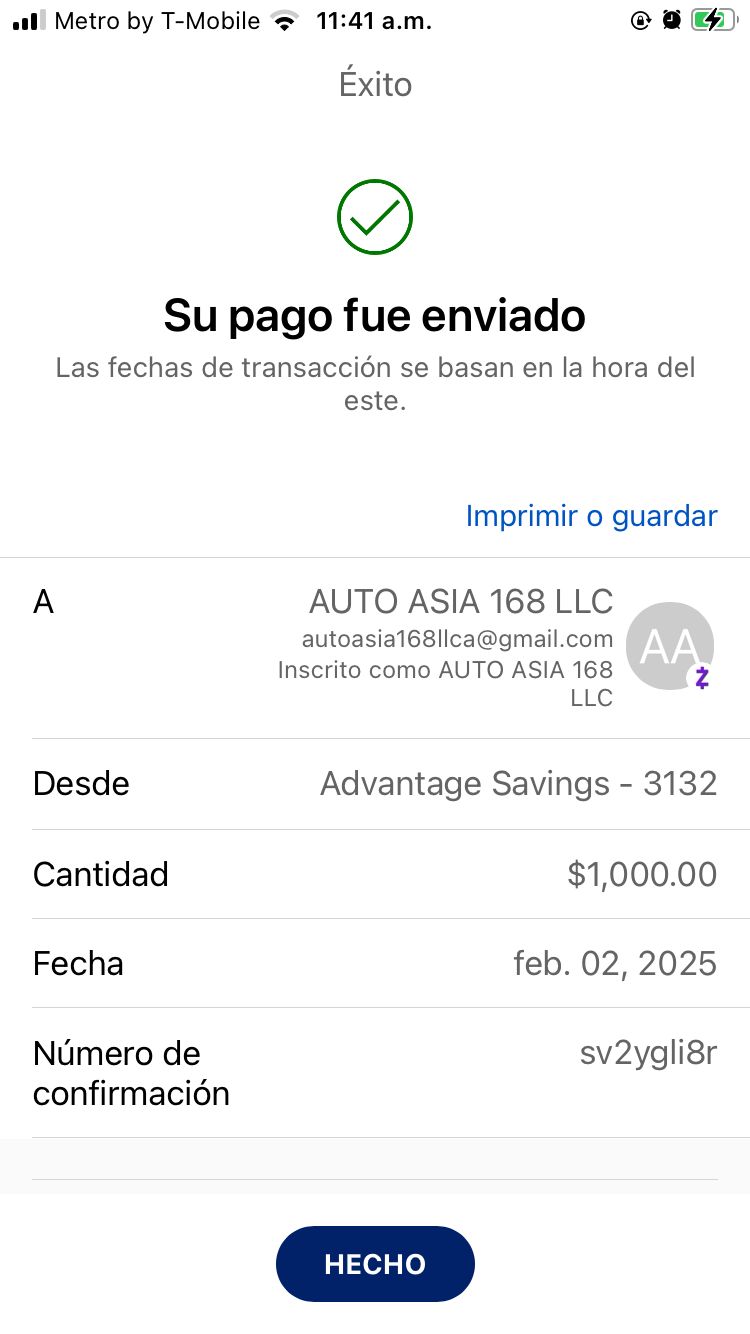 Metro by T-Mobile 11:41 a.m.
Éxito
Su pago fue enviado
Las fechas de transacción se basan en la hora del
este.
Imprimir o guardar
A
AUTO ASIA 168 LLC
autoasia168llca@gmail.com
Inscrito como AUTO ASIA 168
LLC
AA
Desde Advantage Savings - 3132
Cantidad $1,000.00
Fecha feb. 02, 2025
Número de sv2ygli8r
confirmación
HECHO